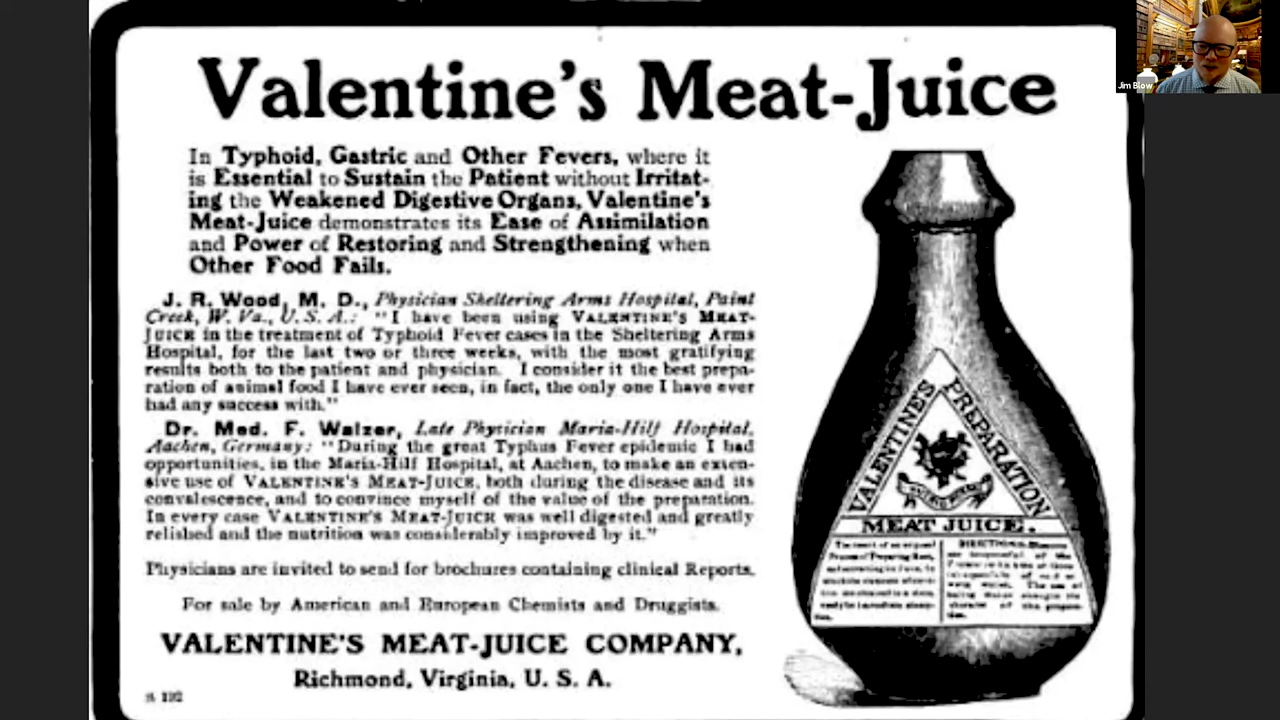 Valentine's Meat-Juice
Jim Blow
In Typhoid, Gastric and Other Fevers, where it
is Essential to Sustain the Patient without Irritat-
ing the Weakened Digestive Organs, Valentine's
Meat-Juice demonstrates its Ease of Assimilation
and Power of Restoring and Strengthening when
Other Food Fails.
J. R. Wood, M. D., Physician Sheltering Arms Hospital, Paint
Creek, W. Va., U. S. A.: "I have been using VALENTINE'S MEAT-
JUICE in the treatment of Typhoid Fever cases in the Sheltering Arms
Hospital, for the last two or three weeks, with the most gratifying
results both to the patient and physician. I consider it the best prepa-
ration of animal food I have ever seen, in fact, the only one I have ever
had any success with."
Dr. Med. F. Walzer, Late Physician Maria-Hilf Hospital,
Aachen, Germany: "During the great Typhus Fever epidemic I had
opportunities, in the Maria-Hilf Hospital, at Aachen, to make an exten-
sive use of VALENTINE'S MEAT-JUICE, both during the disease and its
convalescence, and to convince myself of the value of the preparation.
In every case VALENTINE'S MEAT-JUICE was well digested and greatly
relished and the nutrition was considerably improved by it."
Physicians are invited to send for brochures containing clinical Reports.
For sale by American and European Chemists and Druggists.
VALENTINE'S MEAT-JUICE COMPANY,
Richmond, Virginia, U. S. A.
VALENTINE'S PREPARATION
MEAT JUICE.